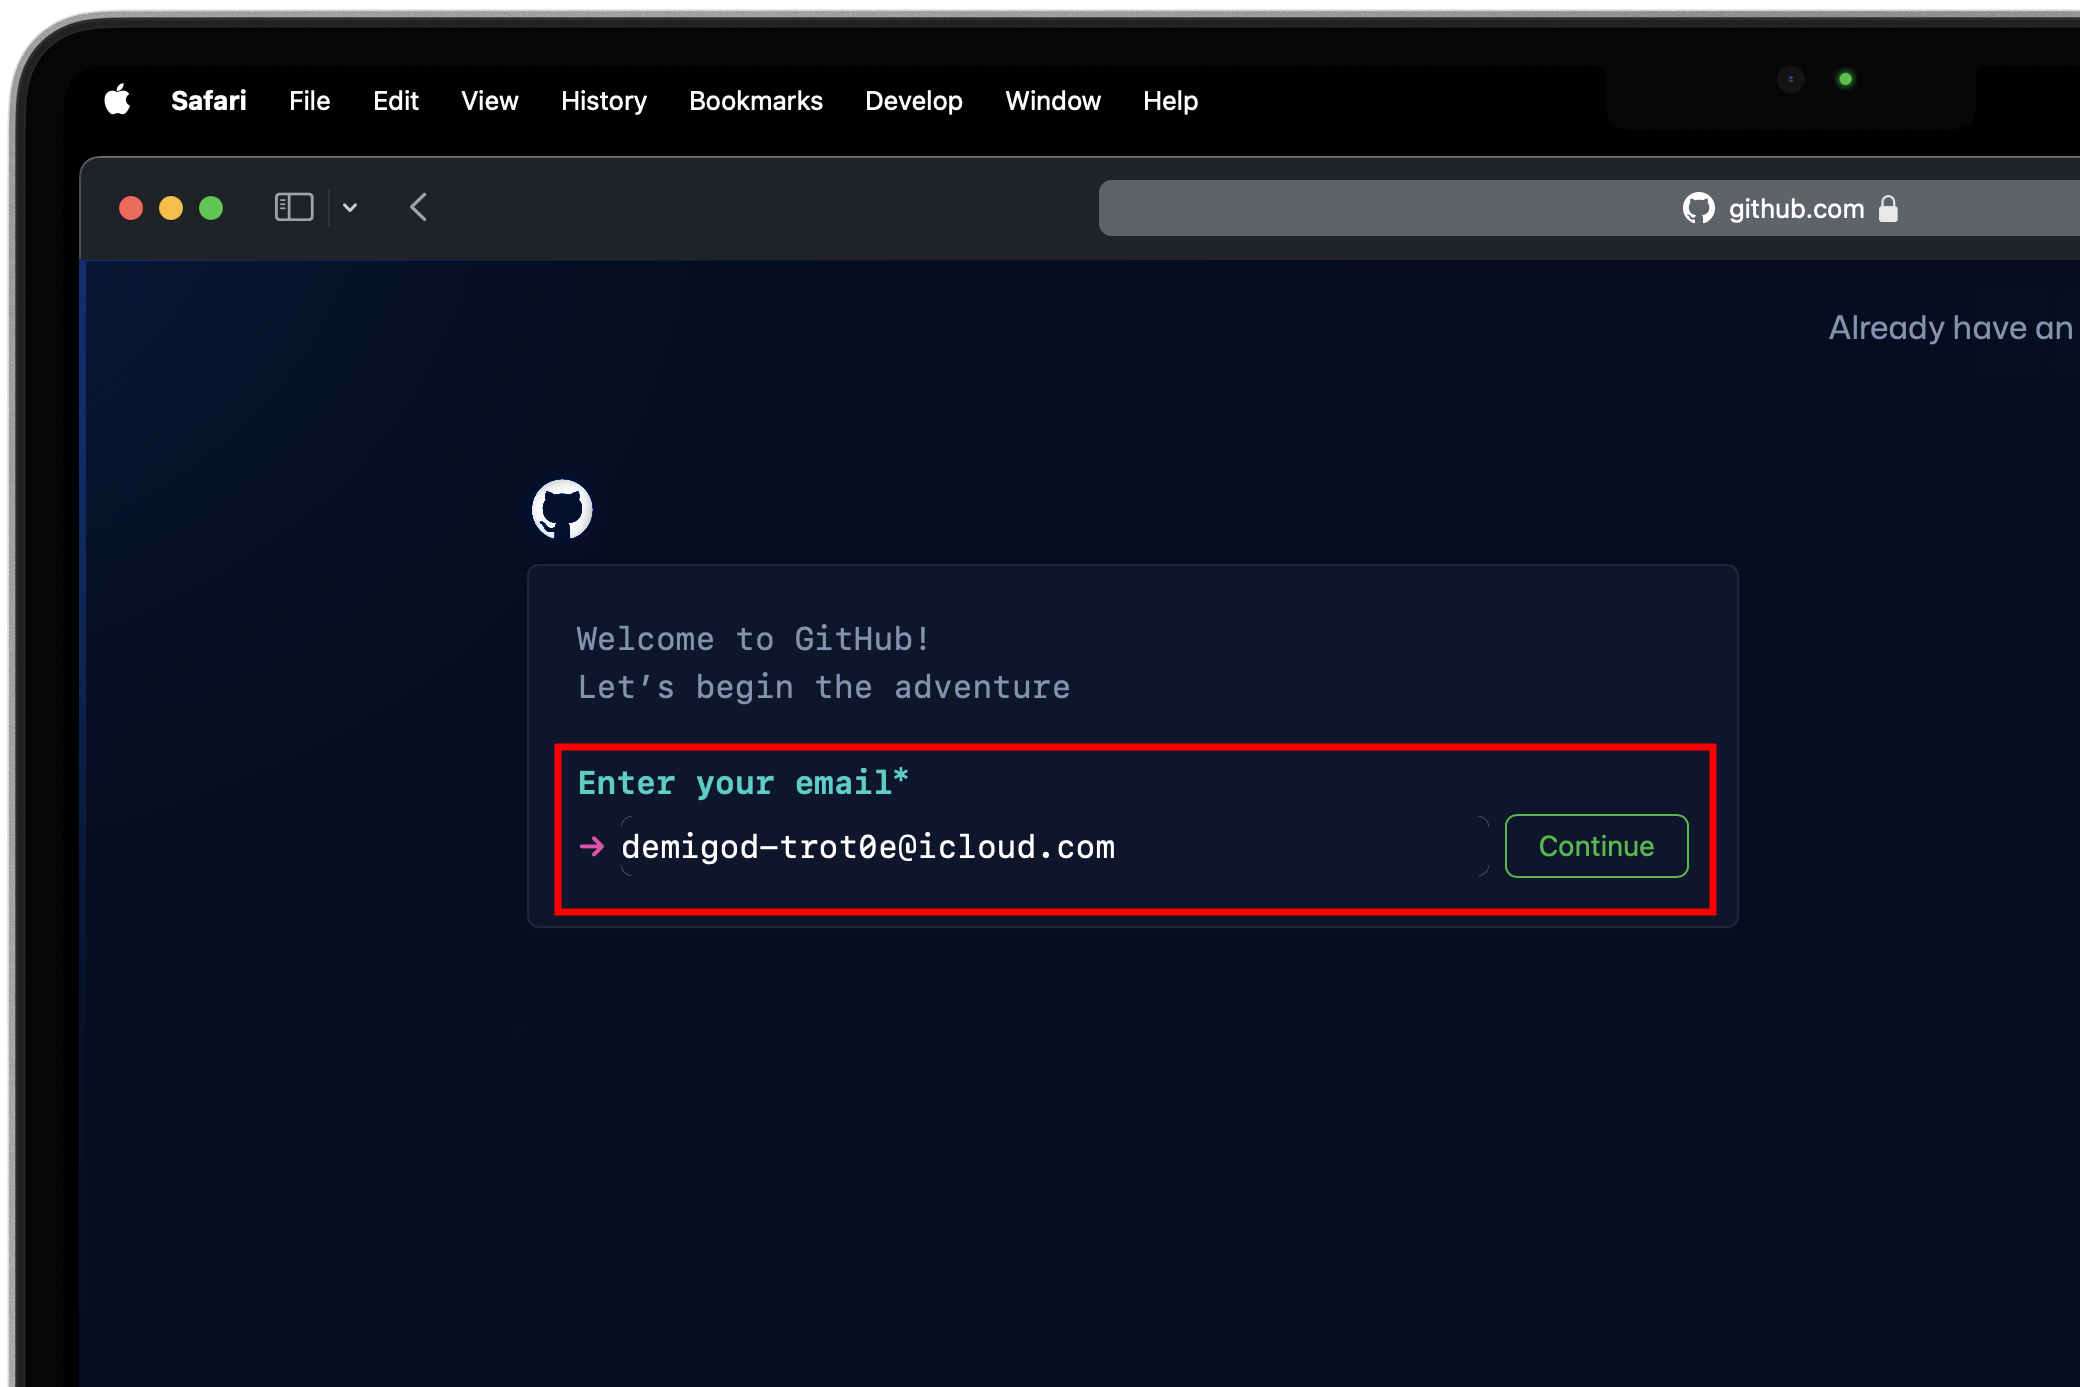 Safari File Edit View History Bookmarks Develop Window Help
github.com
Already have an
Welcome to GitHub!
Let’s begin the adventure
Enter your email*
→ demigod-trot0e@icloud.com Continue